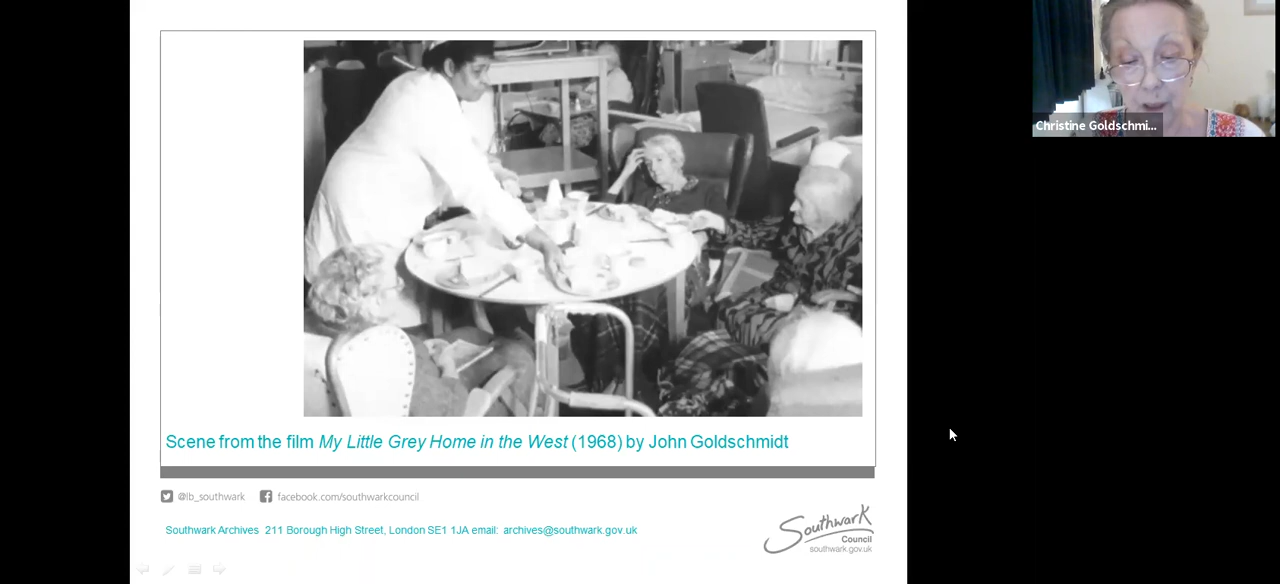 Christine Goldschmi...
Scene from the film My Little Grey Home in the West (1968) by John Goldschmidt
@lb_southwark facebook.com/southwarkcouncil
Southwark Archives 211 Borough High Street, London SE1 1JA email: archives@southwark.gov.uk
Southwark
Council
southwark.gov.uk